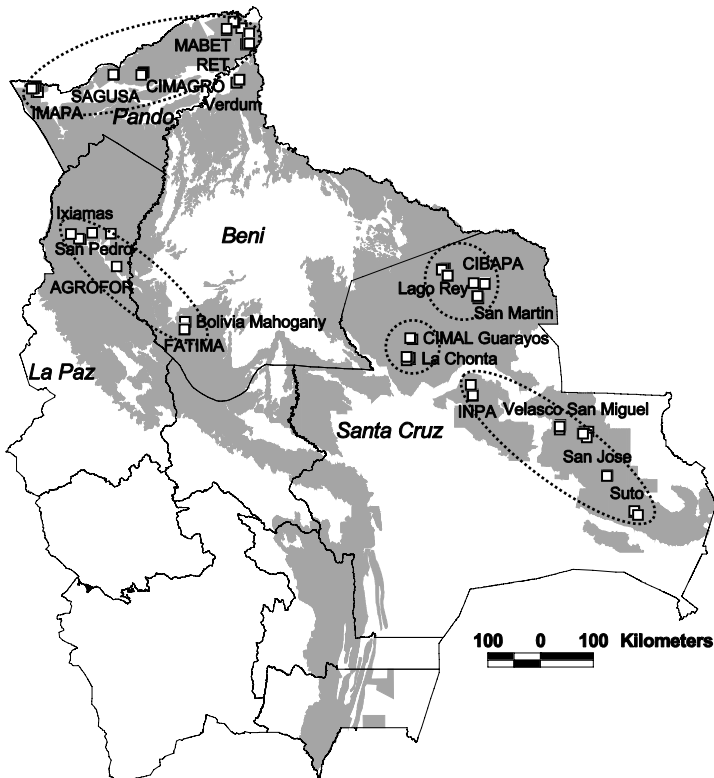 MABET
RET
SAGUSA
CIMAGRO
IMAPA
Verdum
Pando
Ixiamas
San Pedro
Beni
AGROFOR
CIBAPA
Lago Rey
San Martin
Bolivia Mahogany
FATIMA
CIMAL Guarayos
La Chonta
La Paz
INPA
Velasco San Miguel
Santa Cruz
San Jose
Suto
100 0 100 Kilometers